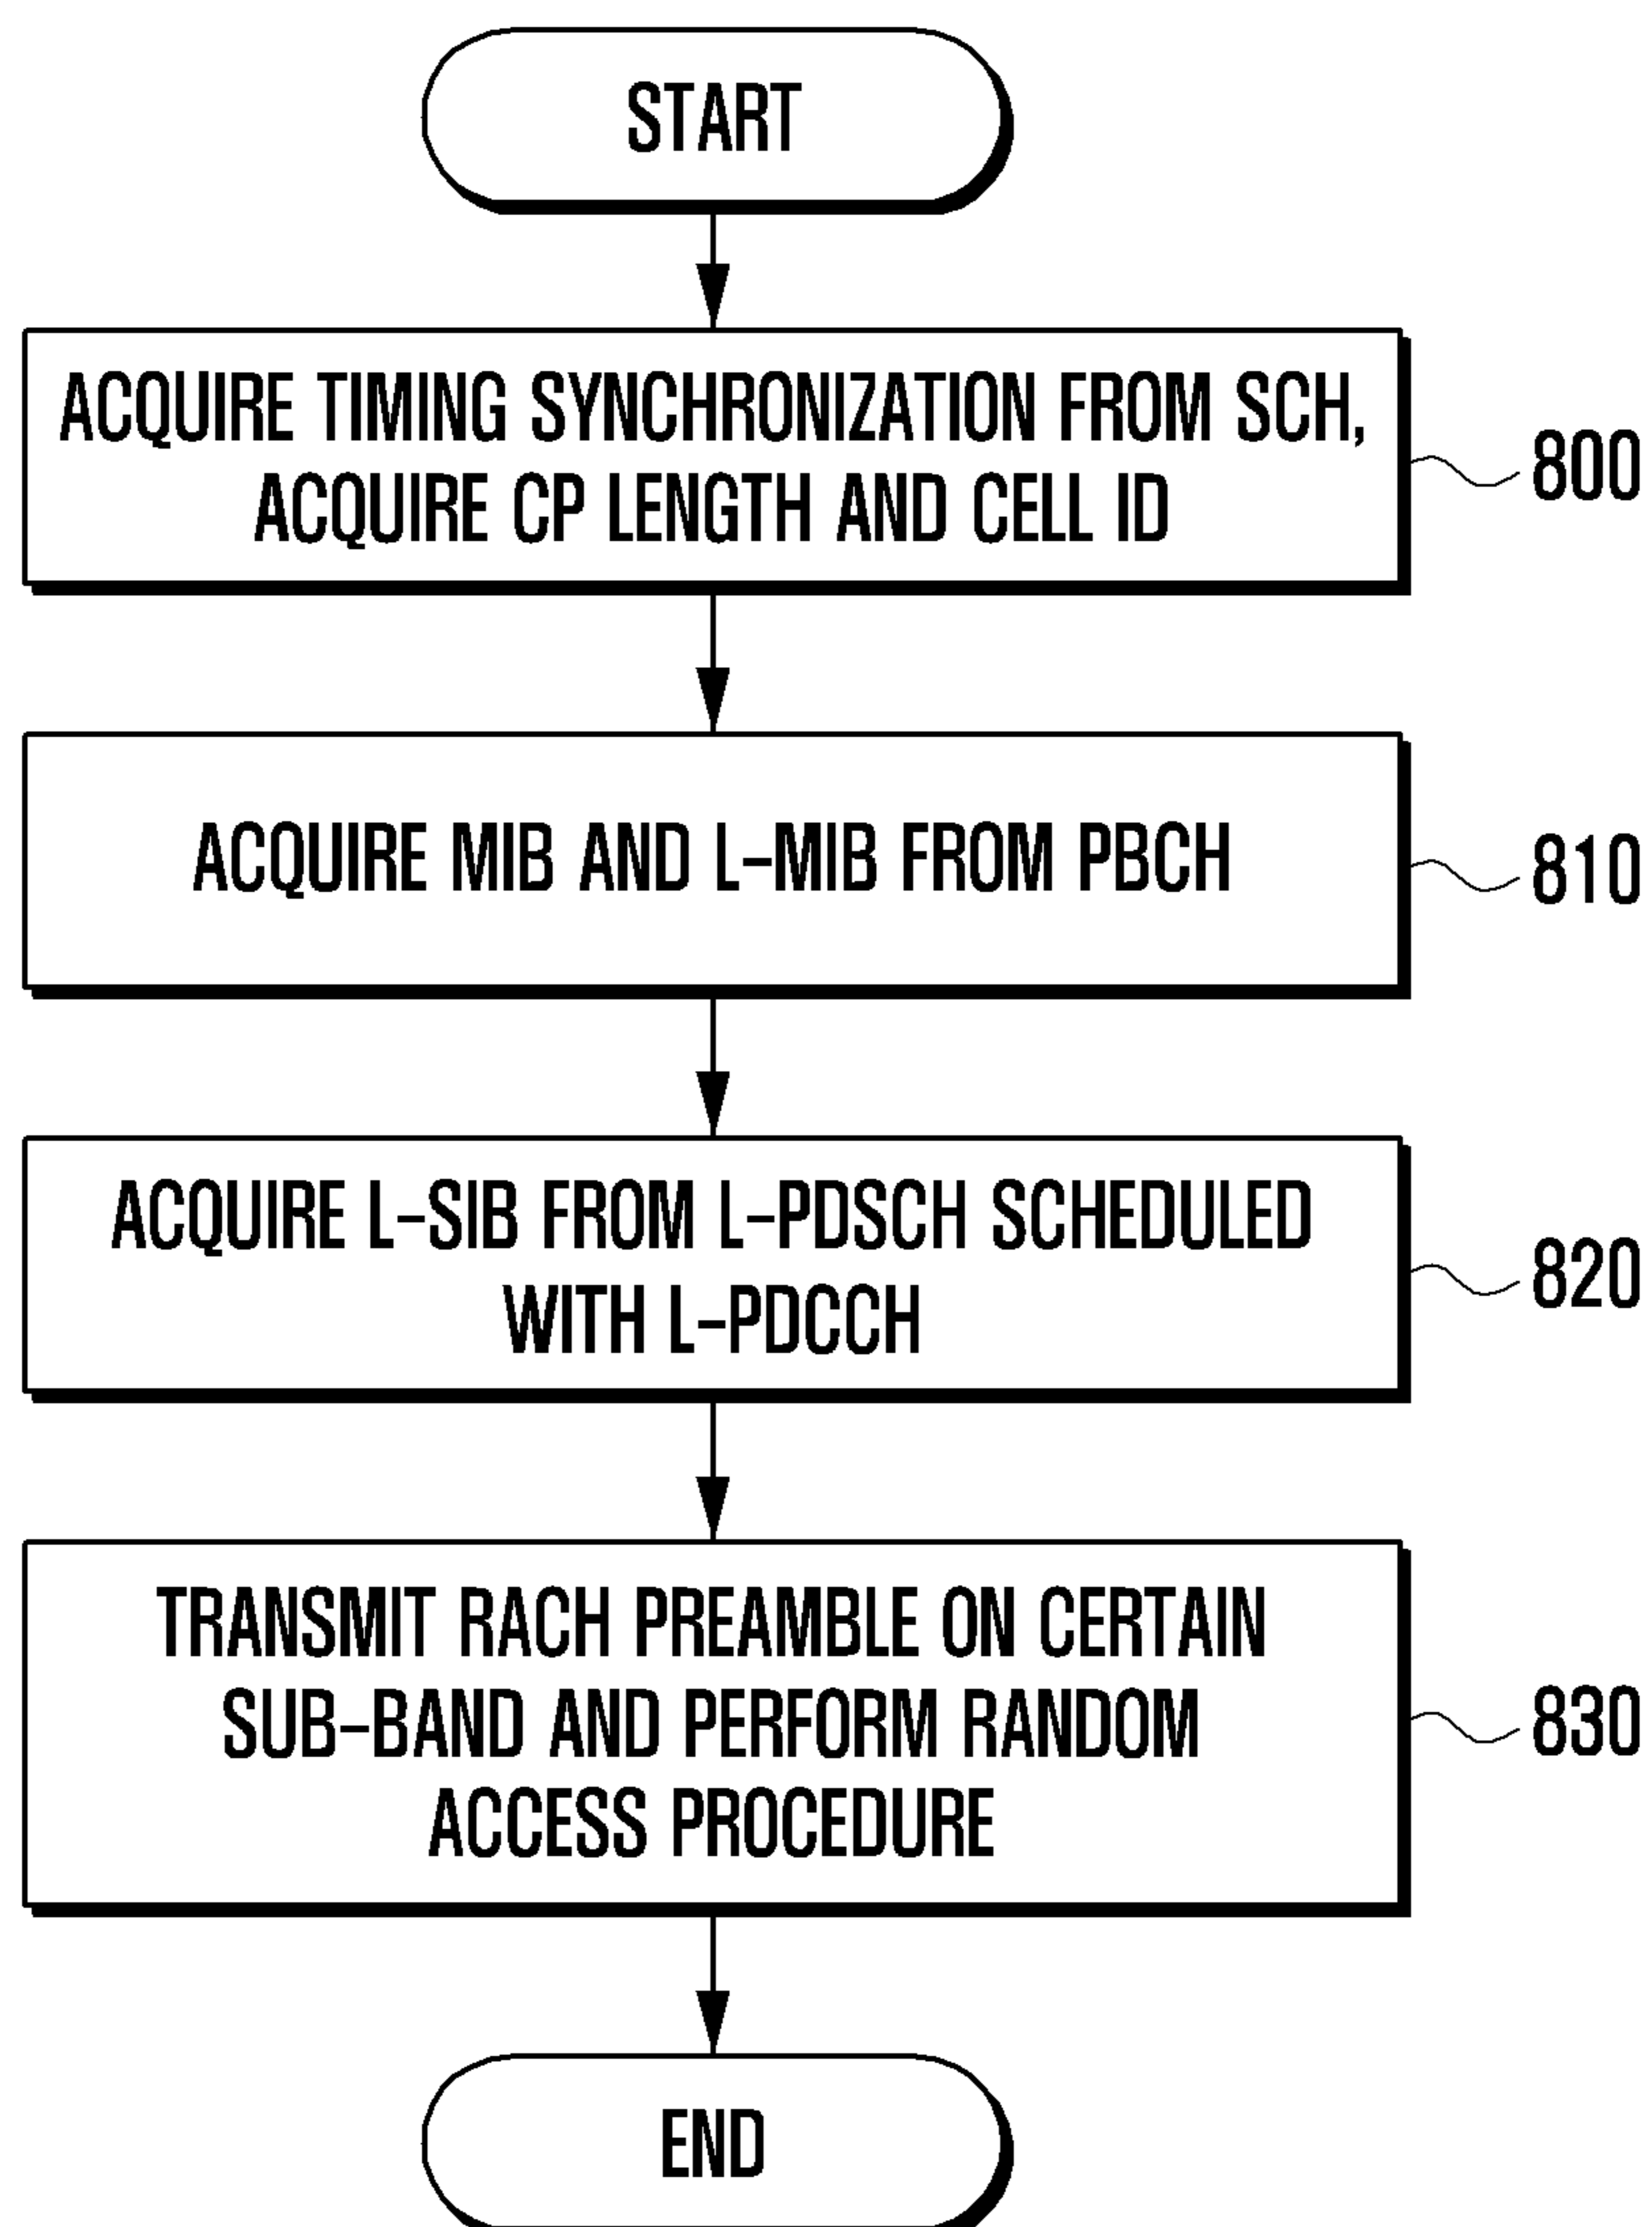 START
ACQUIRE TIMING SYNCHRONIZATION FROM SCH,
ACQUIRE CP LENGTH AND CELL ID
800
ACQUIRE MIB AND L-MIB FROM PBCH
810
ACQUIRE L-SIB FROM L-PDSCH SCHEDULED
WITH L-PDCCH
820
TRANSMIT RACH PREAMBLE ON CERTAIN
SUB-BAND AND PERFORM RANDOM
ACCESS PROCEDURE
830
END